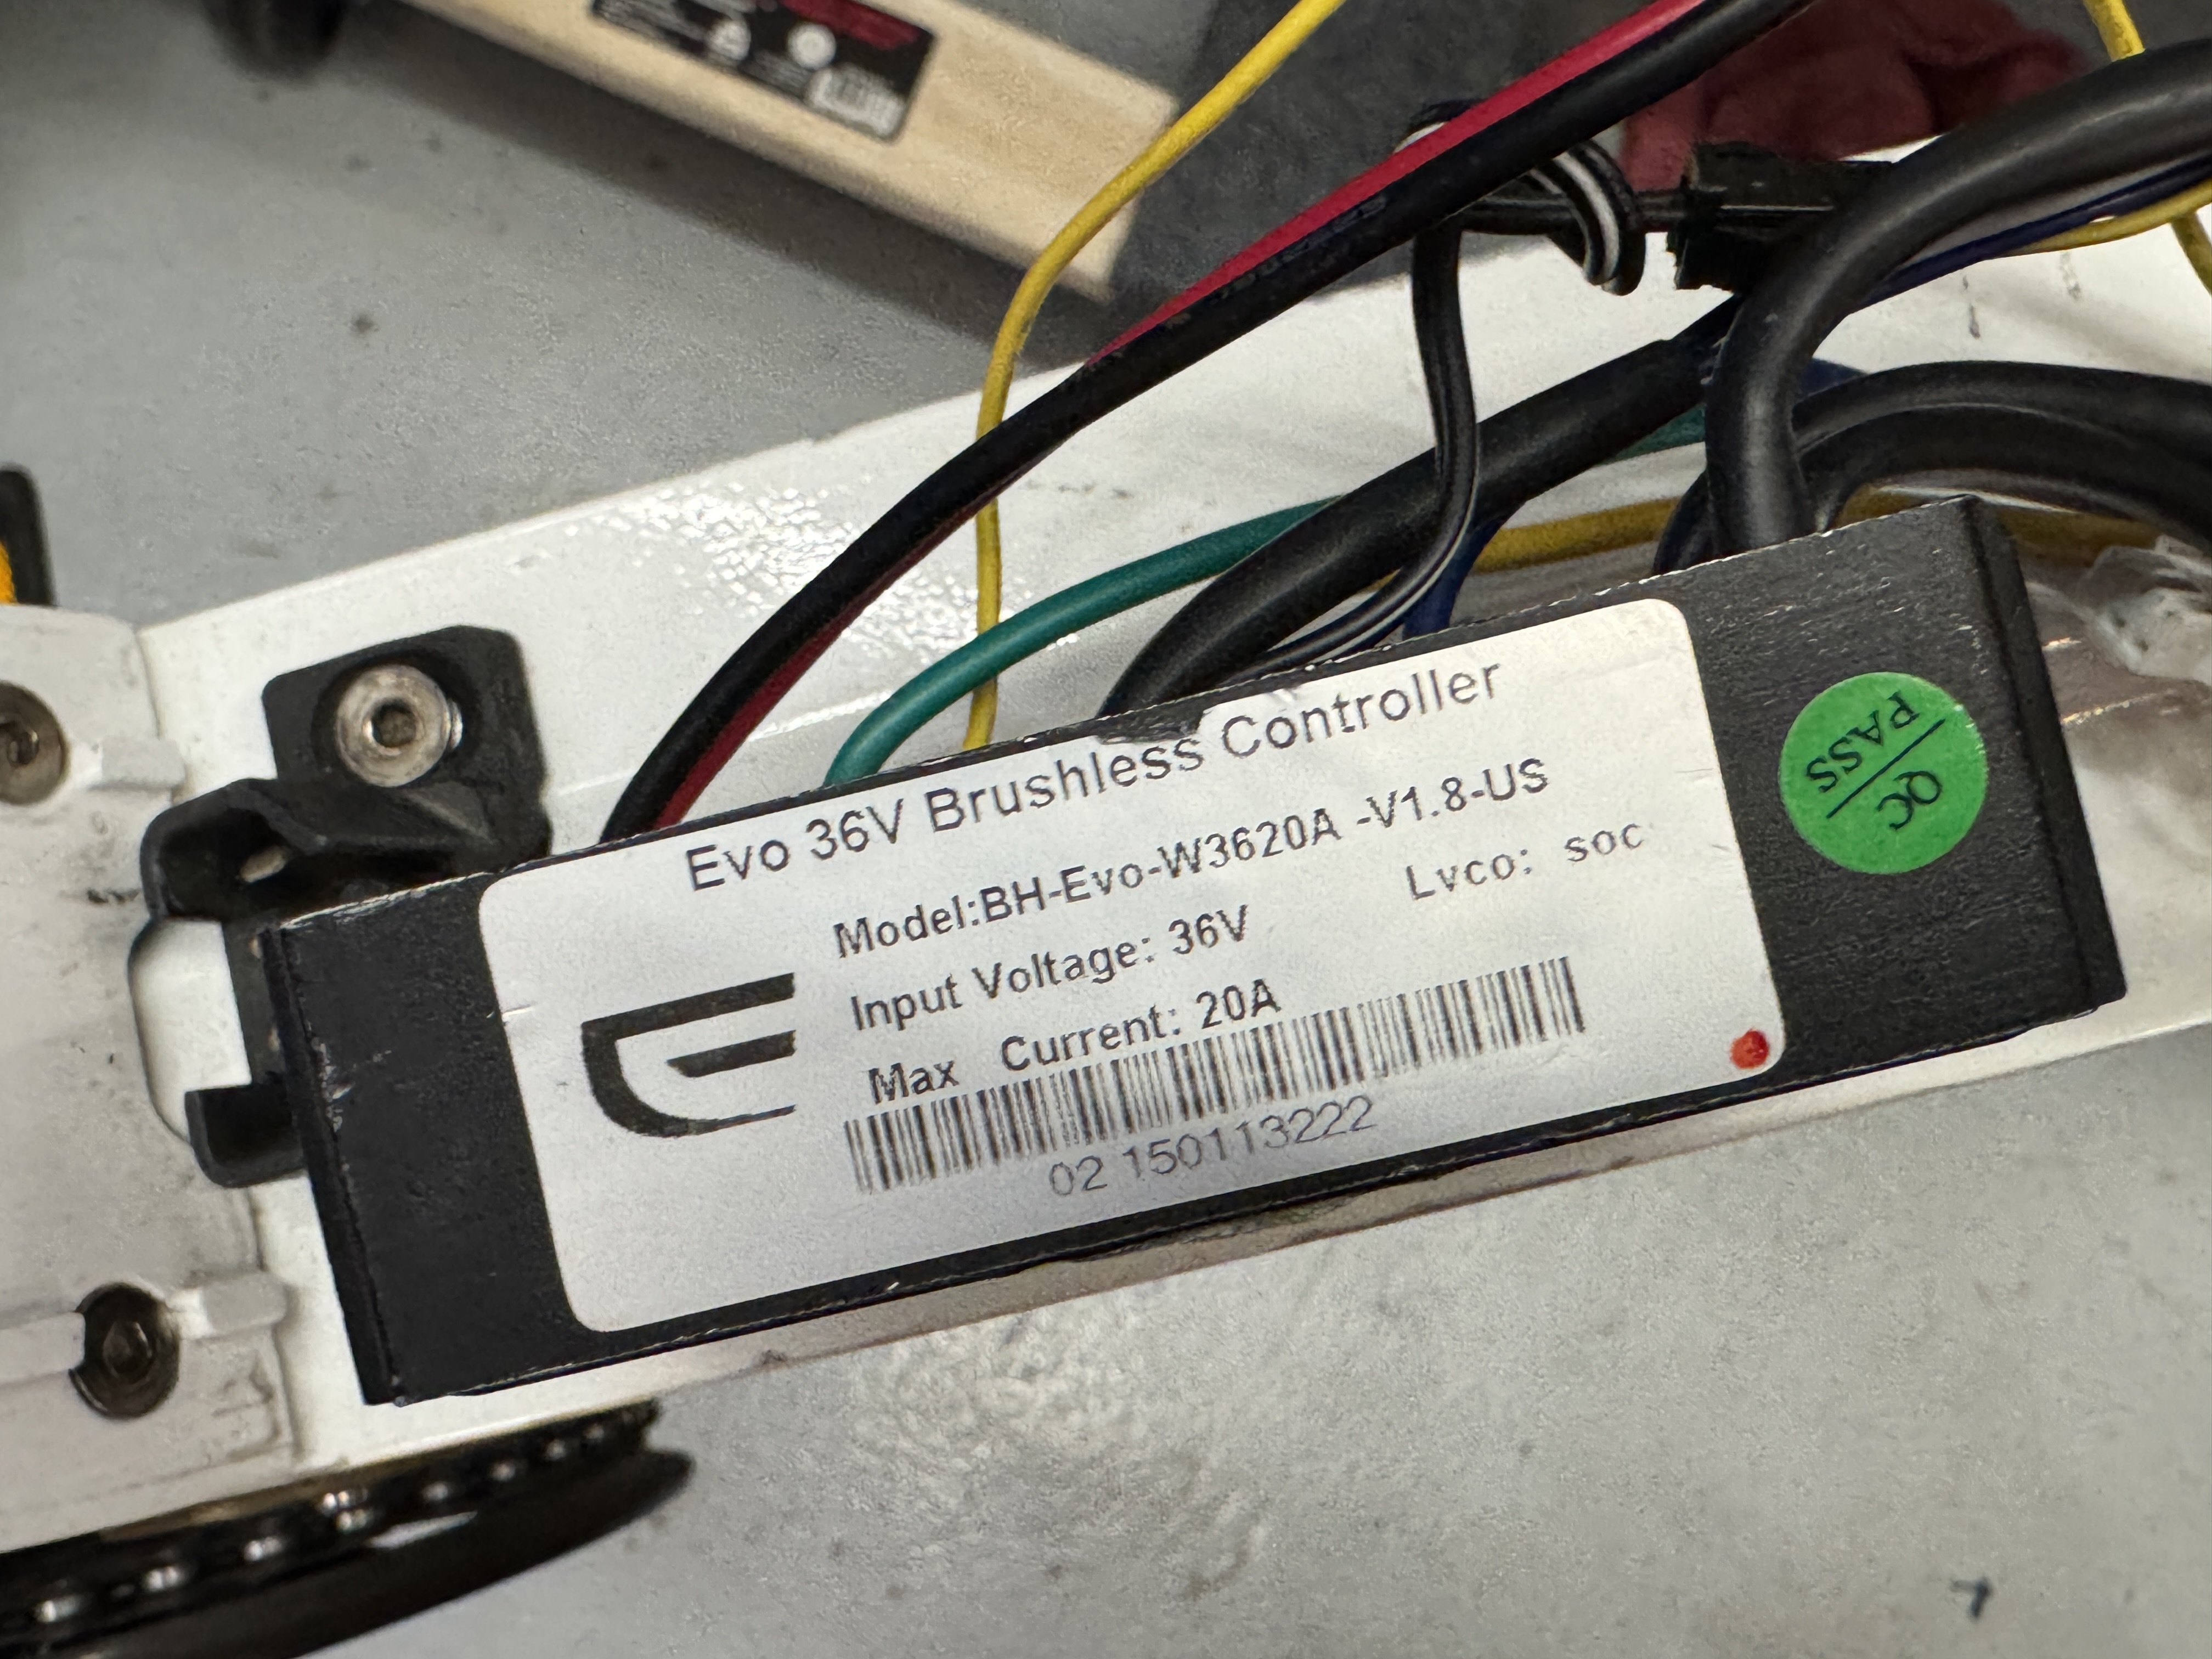 Evo 36V Brushless Controller
Model:BH-Evo-W3620A -V1.8-US
Input Voltage: 36V
Lvco: soc
Max Current: 20A
02 150113222
QC
PASS